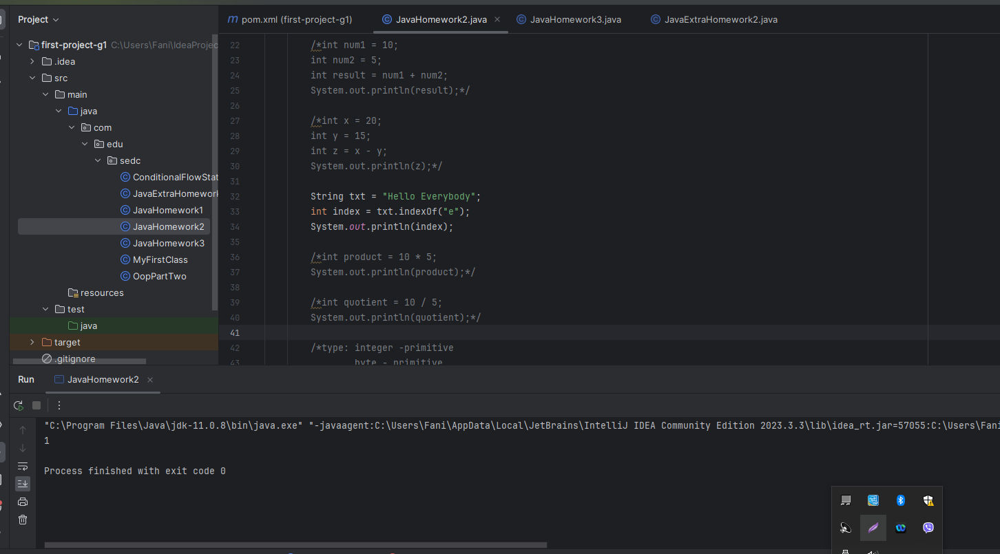 Project
pom.xml (first-project-g1)
JavaHomework2.java
JavaHomework3.java
JavaExtraHomework2.java
first-project-g1 C:\Users\Fani\IdeaProjec
.idea
src
main
java
com
edu
sedc
ConditionalFlowStat
JavaExtraHomework
JavaHomework1
JavaHomework2
JavaHomework3
MyFirstClass
OopPartTwo
resources
test
java
target
.gitignore
22 /*int num1 = 10;
23 int num2 = 5;
24 int result = num1 + num2;
25 System.out.println(result);*/
26
27 /*int x = 20;
28 int y = 15;
29 int z = x - y;
30 System.out.println(z);*/
31
32 String txt = "Hello Everybody";
33 int index = txt.indexOf("e");
34 System.out.println(index);
35
36 /*int product = 10 * 5;
37 System.out.println(product);*/
38
39 /*int quotient = 10 / 5;
40 System.out.println(quotient);*/
41
42 /*type: integer -primitive
43 byte - primitive
Run
JavaHomework2
"C:\Program Files\Java\jdk-11.0.8\bin\java.exe" "-javaagent:C:\Users\Fani\AppData\Local\JetBrains\IntelliJ IDEA Community Edition 2023.3.3\lib\idea_rt.jar=57055:C:\Users\Fani
1
Process finished with exit code 0